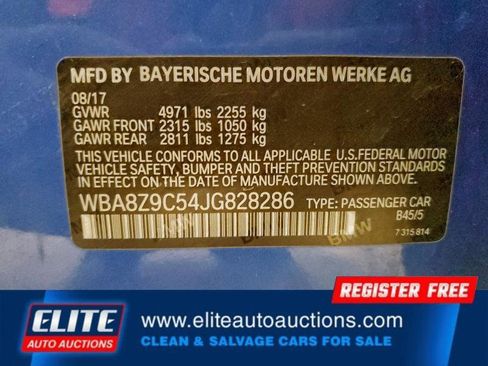 MFD BY BAYERISCHE MOTOREN WERKE AG
08/17
GVWR 4971 lbs 2255 kg
GAWR FRONT 2315 lbs 1050 kg
GAWR REAR 2811 lbs 1275 kg
THIS VEHICLE CONFORMS TO ALL APPLICABLE U.S.FEDERAL MOTOR
VEHICLE SAFETY, BUMPER AND THEFT PREVENTION STANDARDS IN
EFFECT ON THE DATE OF MANUFACTURE SHOWN ABOVE.
WBA8Z9C54JG828286 TYPE: PASSENGER CAR
B45/5
BMW
7315814
REGISTER FREE
ELITE
AUTO AUCTIONS
www.eliteautoauctions.com
CLEAN & SALVAGE CARS FOR SALE